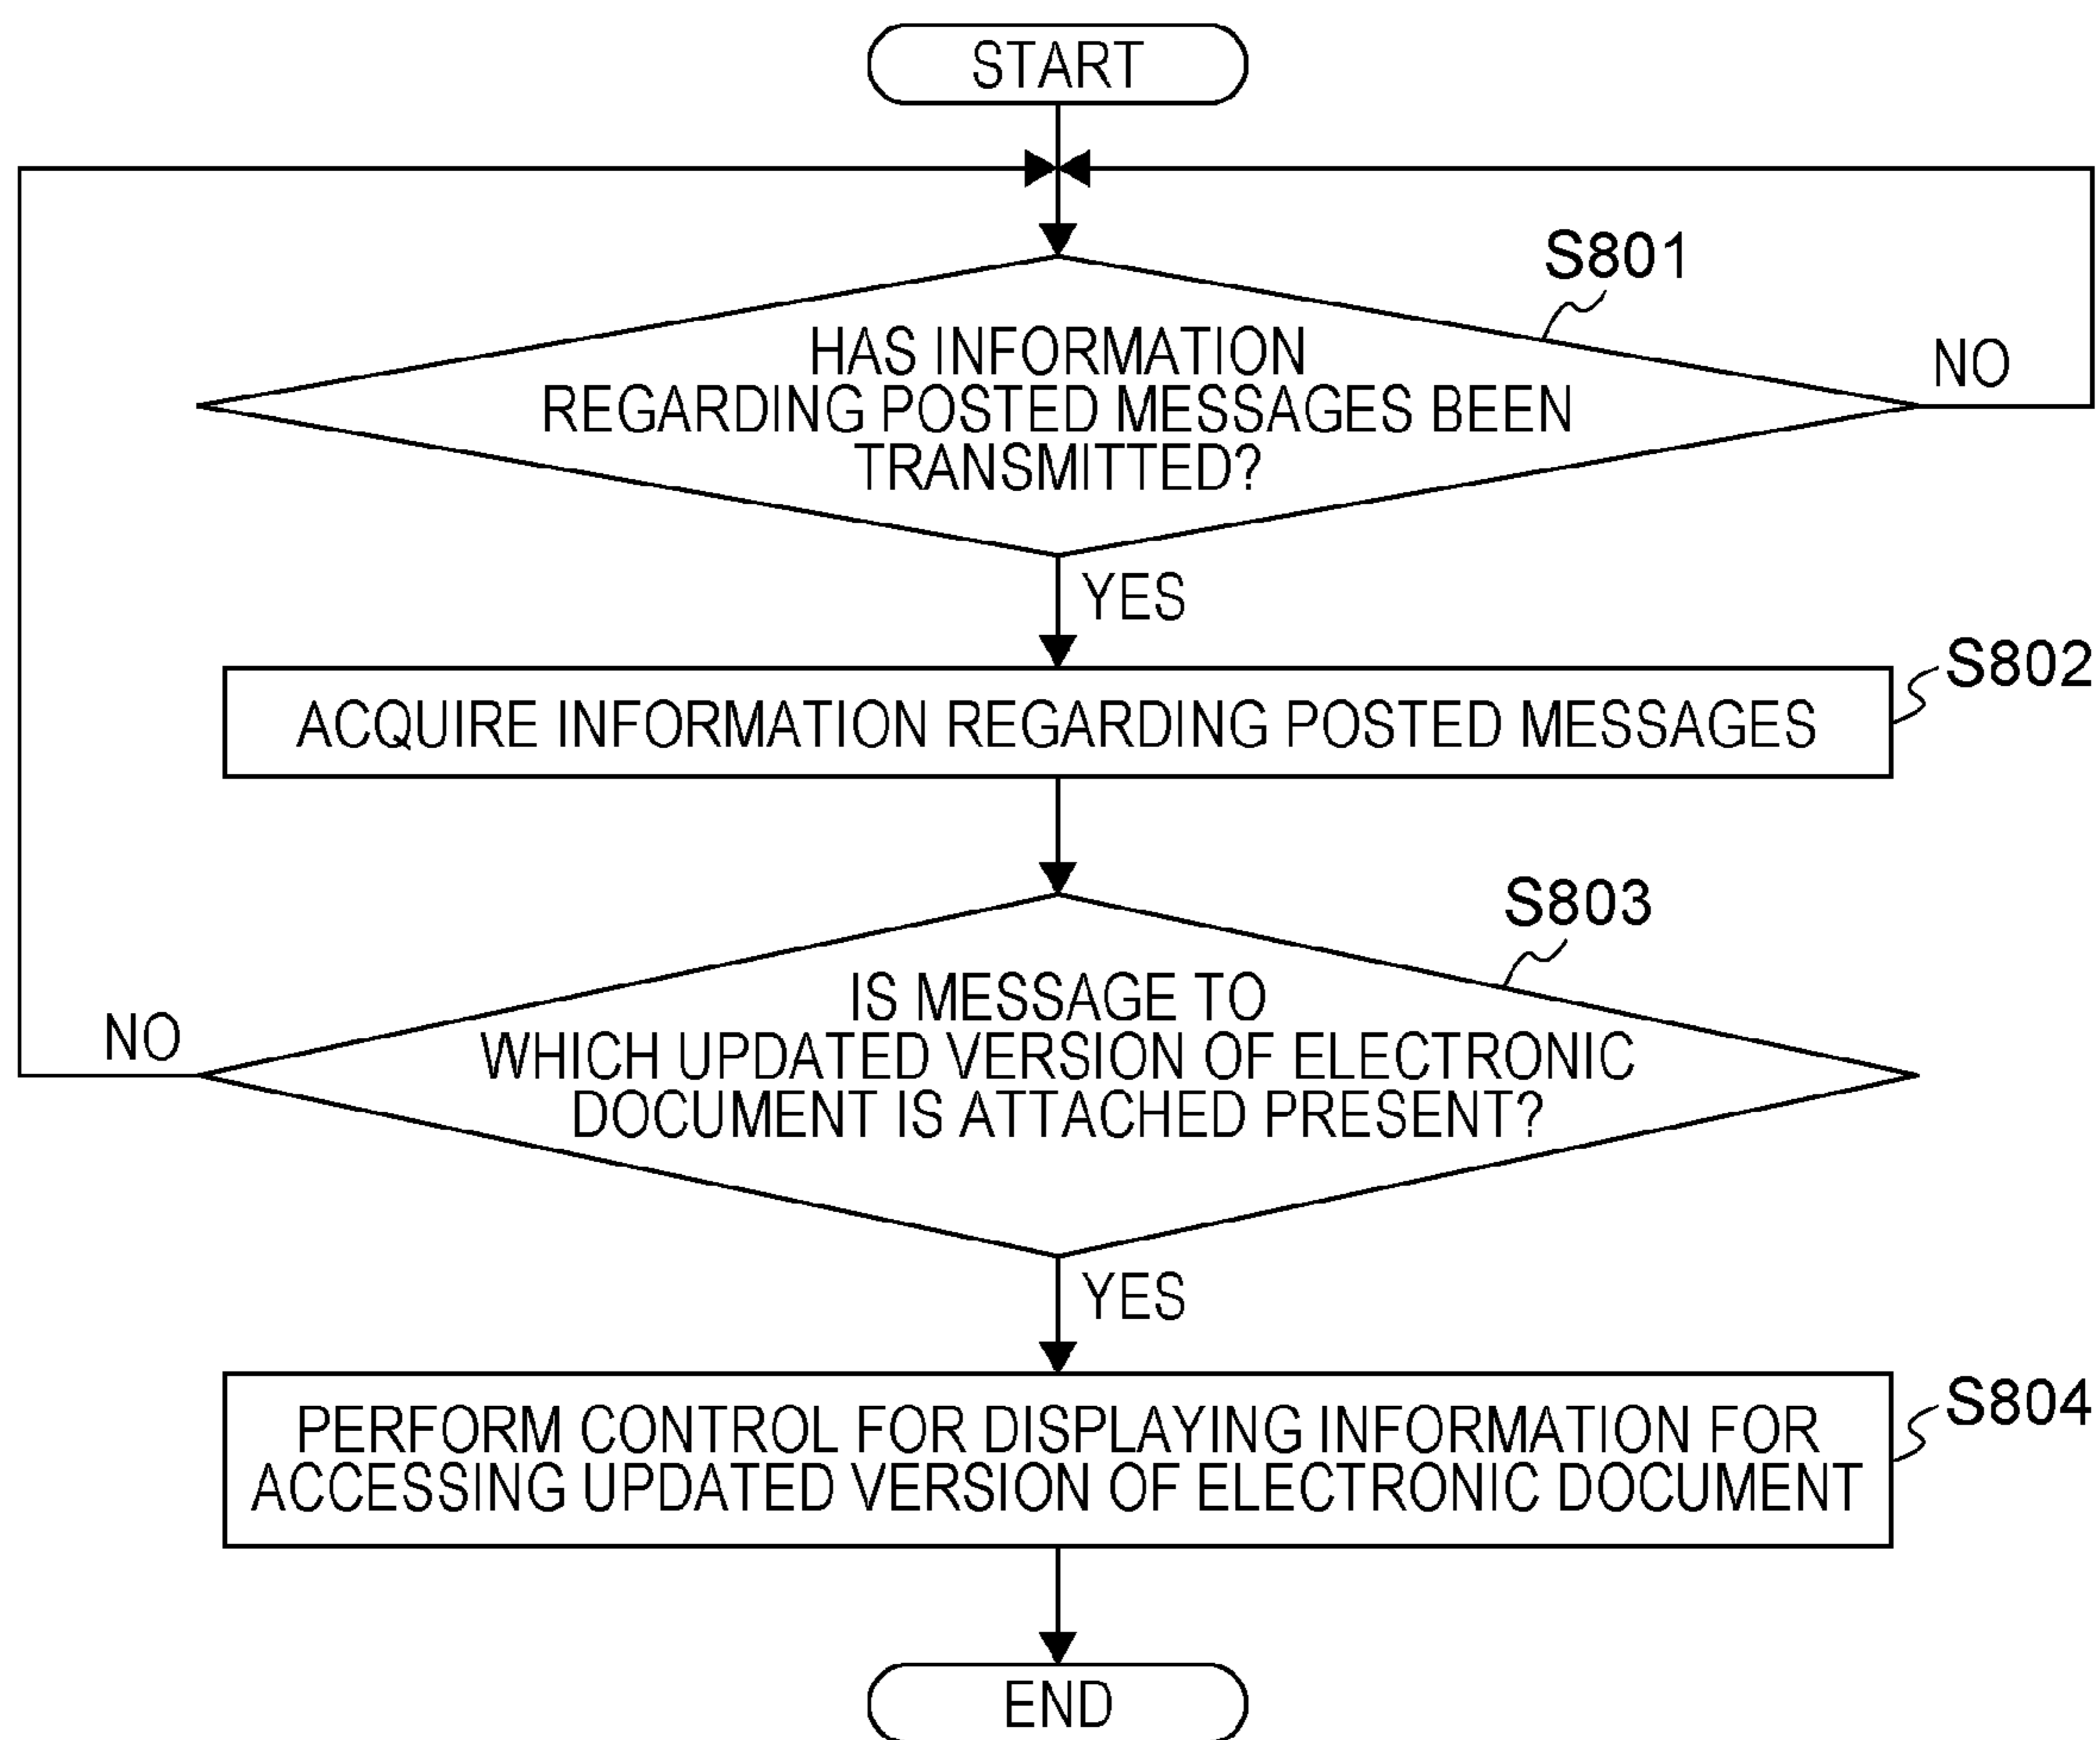 START
S801
HAS INFORMATION
REGARDING POSTED MESSAGES BEEN
TRANSMITTED?
NO
YES
S802
ACQUIRE INFORMATION REGARDING POSTED MESSAGES
S803
IS MESSAGE TO
WHICH UPDATED VERSION OF ELECTRONIC
DOCUMENT IS ATTACHED PRESENT?
NO
YES
S804
PERFORM CONTROL FOR DISPLAYING INFORMATION FOR
ACCESSING UPDATED VERSION OF ELECTRONIC DOCUMENT
END